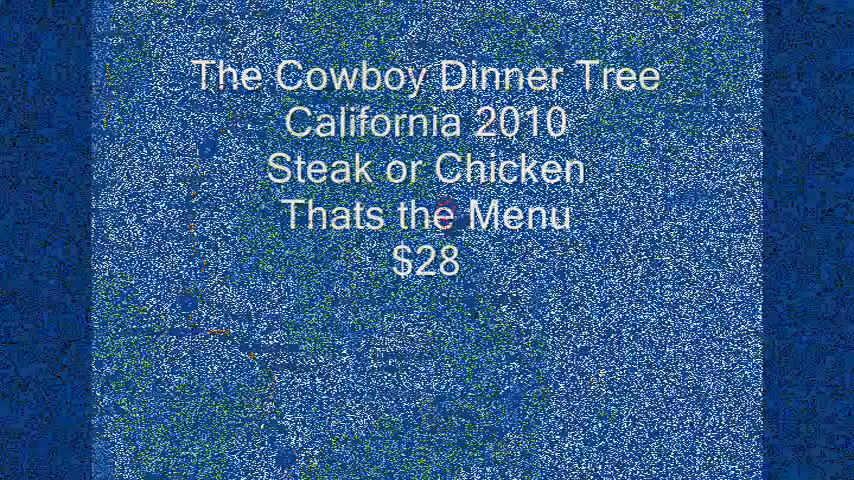 The Cowboy Dinner Tree
California 2010
Steak or Chicken
Thats the Menu
$28